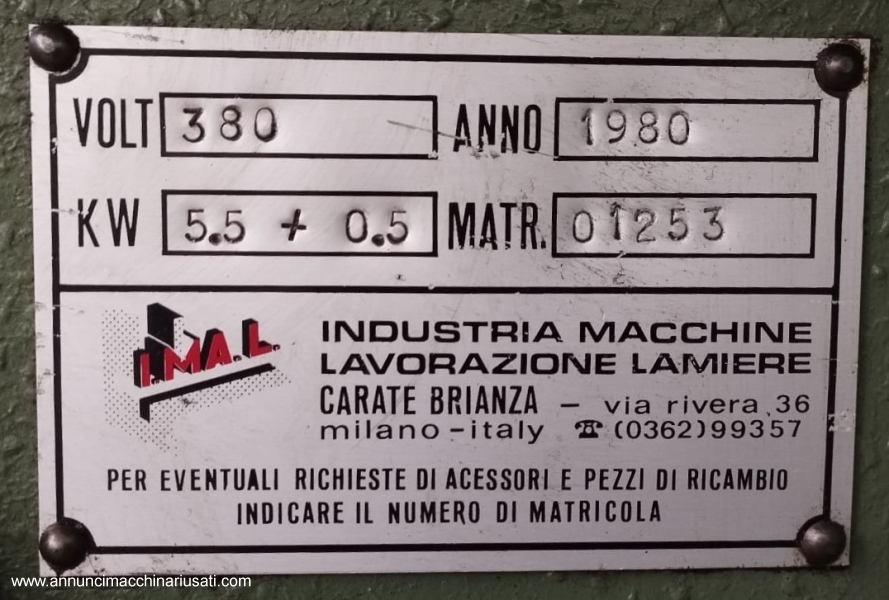 VOLT 380 ANNO 1980
KW 5.5 + 0.5 MATR. 01253
I.MA.L.
INDUSTRIA MACCHINE
LAVORAZIONE LAMIERE
CARATE BRIANZA - via rivera, 36
milano-italy ☎ (0362)99357
PER EVENTUALI RICHIESTE DI ACESSORI E PEZZI DI RICAMBIO
INDICARE IL NUMERO DI MATRICOLA
www.annuncimacchinariusati.com